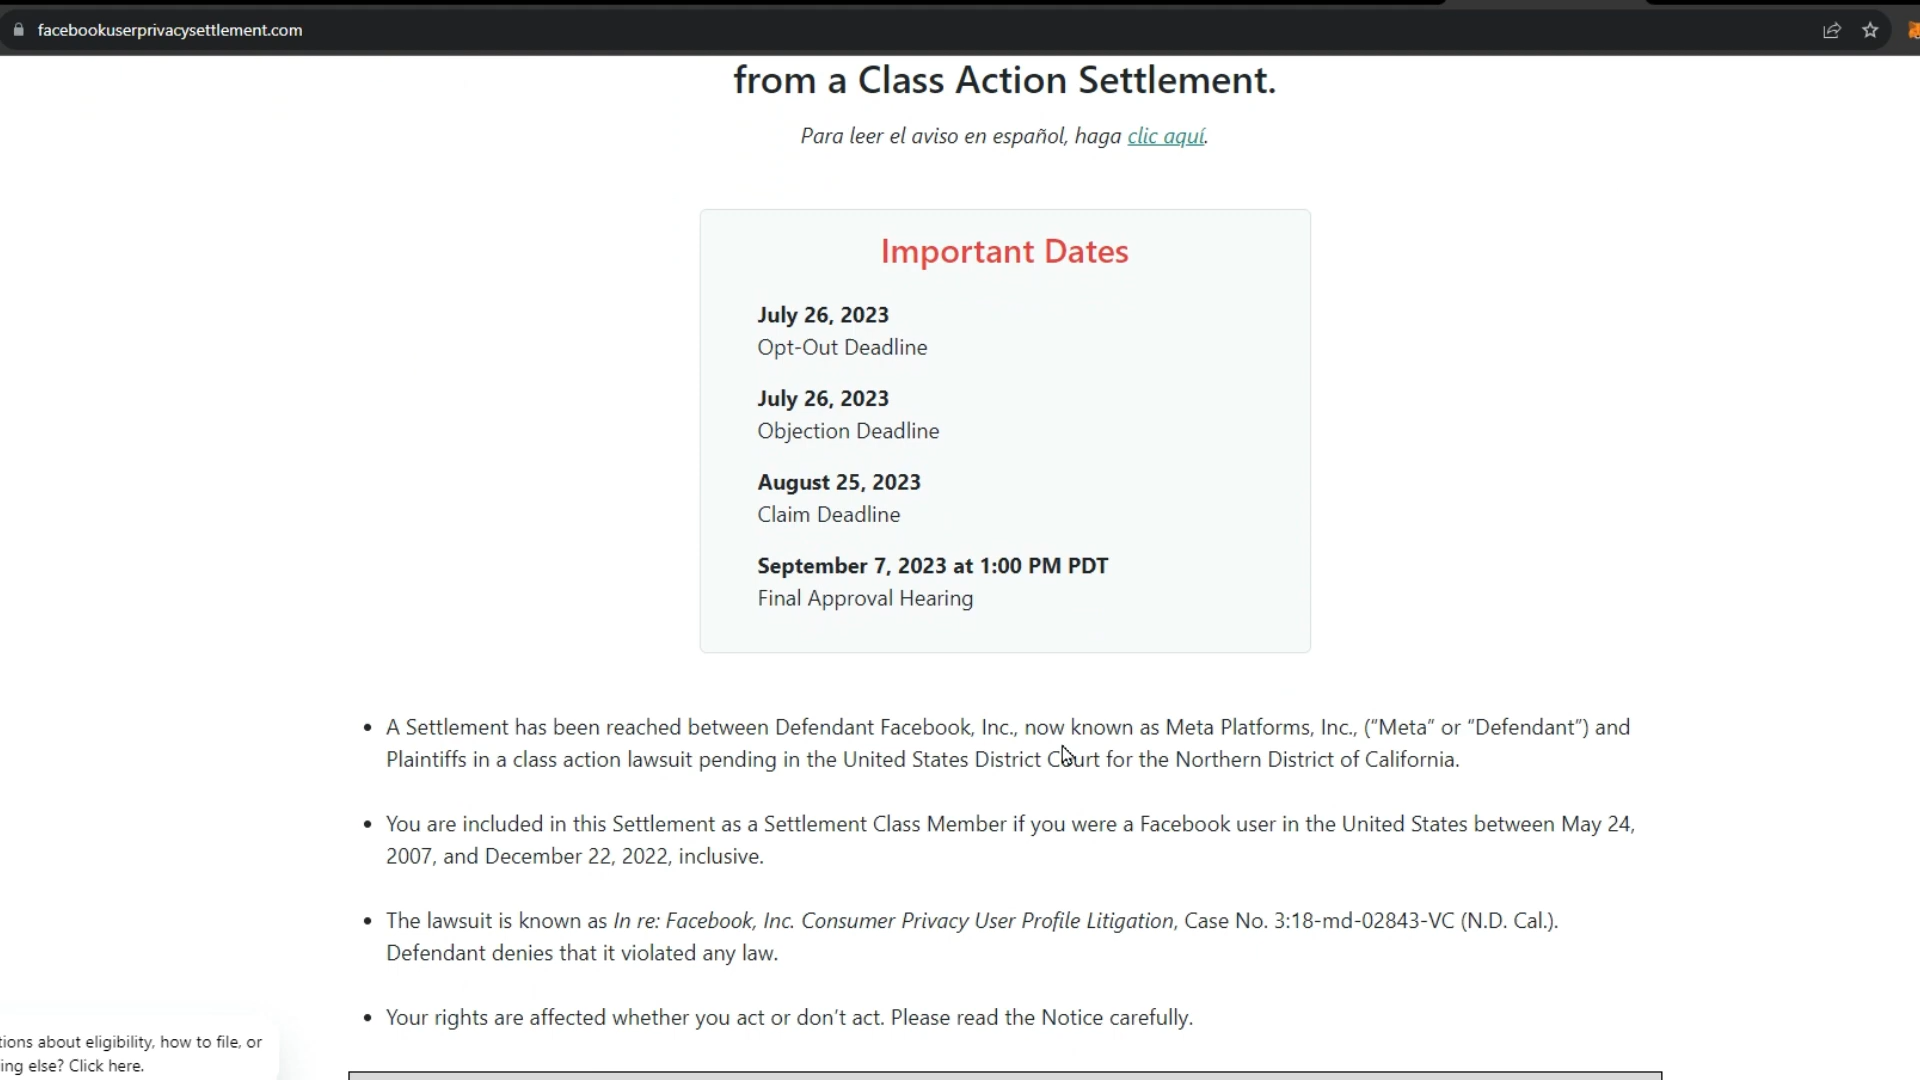 facebookuserprivacysettlement.com
from a Class Action Settlement.
Para leer el aviso en español, haga clic aquí.
Important Dates
July 26, 2023
Opt-Out Deadline
July 26, 2023
Objection Deadline
August 25, 2023
Claim Deadline
September 7, 2023 at 1:00 PM PDT
Final Approval Hearing
• A Settlement has been reached between Defendant Facebook, Inc., now known as Meta Platforms, Inc., (“Meta” or “Defendant”) and
Plaintiffs in a class action lawsuit pending in the United States District Court for the Northern District of California.
• You are included in this Settlement as a Settlement Class Member if you were a Facebook user in the United States between May 24,
2007, and December 22, 2022, inclusive.
• The lawsuit is known as In re: Facebook, Inc. Consumer Privacy User Profile Litigation, Case No. 3:18-md-02843-VC (N.D. Cal.).
Defendant denies that it violated any law.
• Your rights are affected whether you act or don’t act. Please read the Notice carefully.
tions about eligibility, how to file, or
ing else? Click here.